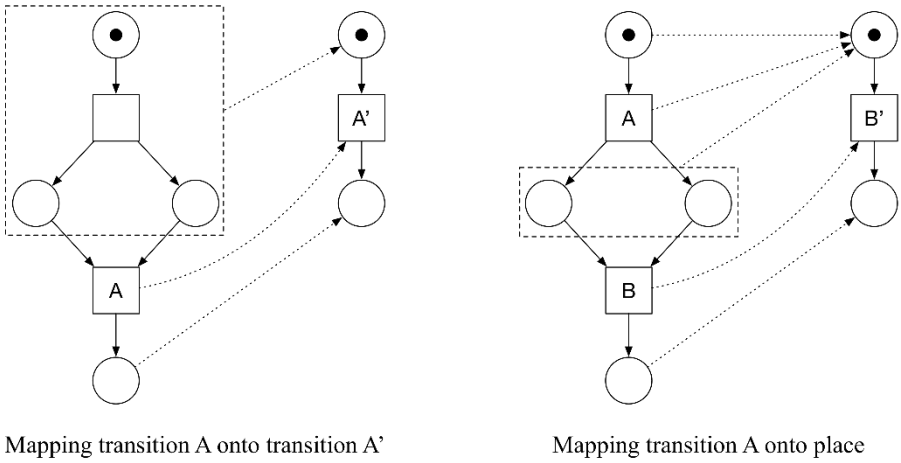 A’
A
B’
A
B
Mapping transition A onto transition A’
Mapping transition A onto place